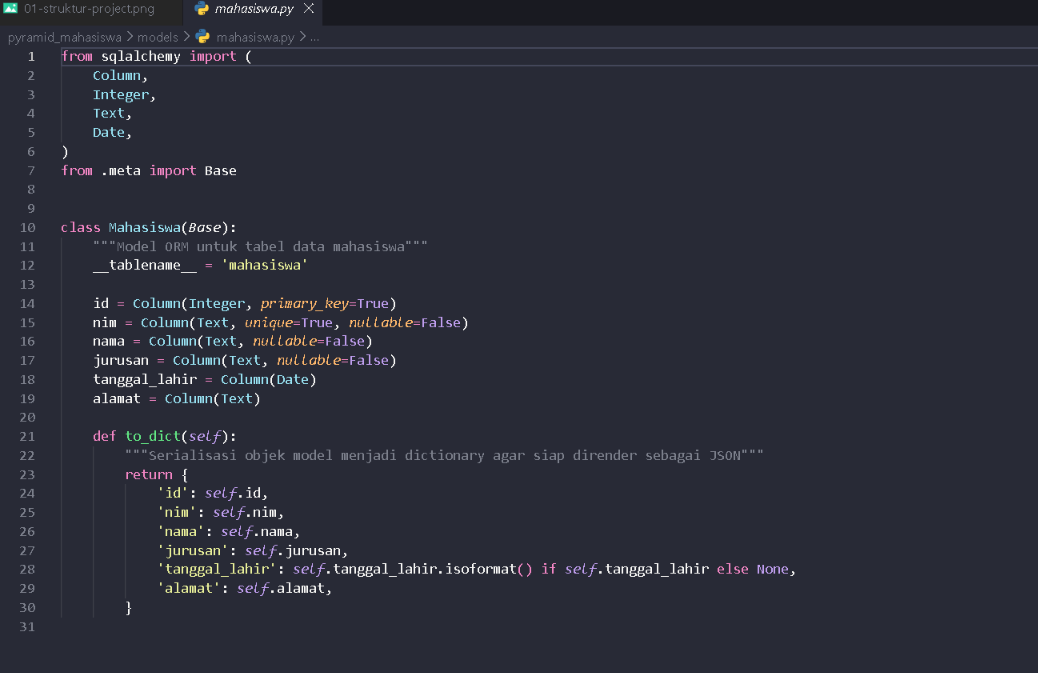 01-struktur-project.png
mahasiswa.py
pyramid_mahasiswa > models > mahasiswa.py > ...
1 from sqlalchemy import (
2     Column,
3     Integer,
4     Text,
5     Date,
6 )
7 from .meta import Base
8
9
10 class Mahasiswa(Base):
11     """Model ORM untuk tabel data mahasiswa"""
12     __tablename__ = 'mahasiswa'
13
14     id = Column(Integer, primary_key=True)
15     nim = Column(Text, unique=True, nullable=False)
16     nama = Column(Text, nullable=False)
17     jurusan = Column(Text, nullable=False)
18     tanggal_lahir = Column(Date)
19     alamat = Column(Text)
20
21     def to_dict(self):
22         """Serialisasi objek model menjadi dictionary agar siap dirender sebagai JSON"""
23         return {
24             'id': self.id,
25             'nim': self.nim,
26             'nama': self.nama,
27             'jurusan': self.jurusan,
28             'tanggal_lahir': self.tanggal_lahir.isoformat() if self.tanggal_lahir else None,
29             'alamat': self.alamat,
30         }
31